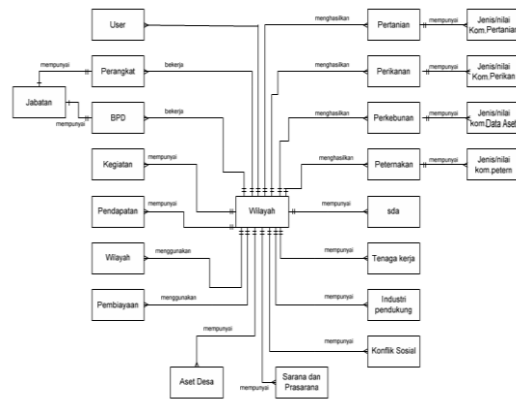 User
menghasilkan
Pertanian
mempunyai
Jenis/nilai
Kom.Pertanian
mempunyai
Perangkat
bekerja
menghasilkan
Perikanan
mempunyai
Jenis/nilai
Kom.Perikan
Jabatan
mempunyai
BPD
bekerja
menghasilkan
Perkebunan
mempunyai
Jenis/nilai
kom.Data Aset
Kegiatan
mempunyai
menghasilkan
Peternakan
mempunyai
Jenis/nilai
kom.petern
Pendapatan
mempunyai
Wilayah
mempunyai
sda
Wilayah
menggunakan
mempunyai
Tenaga kerja
Pembiayaan
menggunakan
mempunyai
Industri
pendukung
mempunyai
mempunyai
Konflik Sosial
Aset Desa
mempunyai
Sarana dan
Prasarana